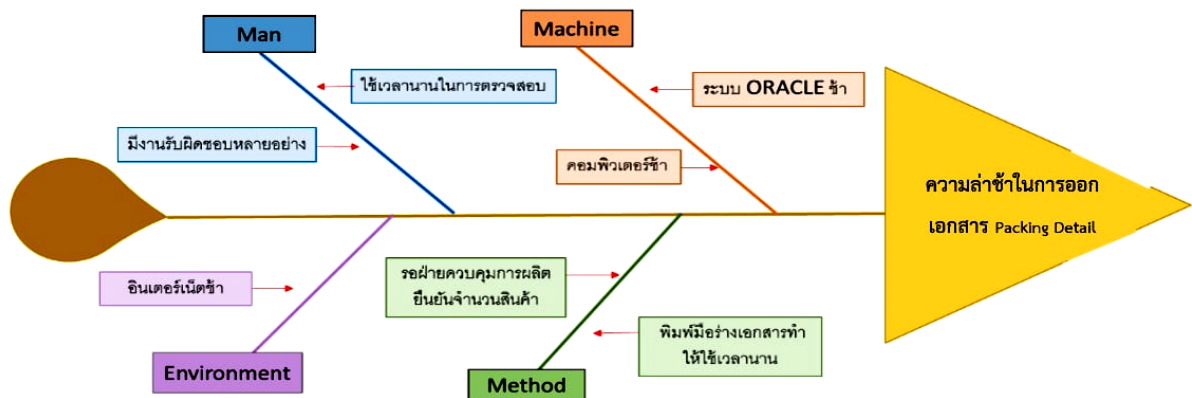 Man
Machine
ใช้เวลานานในการตรวจสอบ
ระบบ ORACLE ช้า
มีงานรับผิดชอบหลายอย่าง
คอมพิวเตอร์ช้า
ความล่าช้าในการออก
เอกสาร Packing Detail
อินเตอร์เน็ตช้า
รอฝ่ายควบคุมการผลิต
ยืนยันจำนวนสินค้า
พิมพ์มือร่างเอกสารทำ
ให้ใช้เวลานาน
Environment
Method